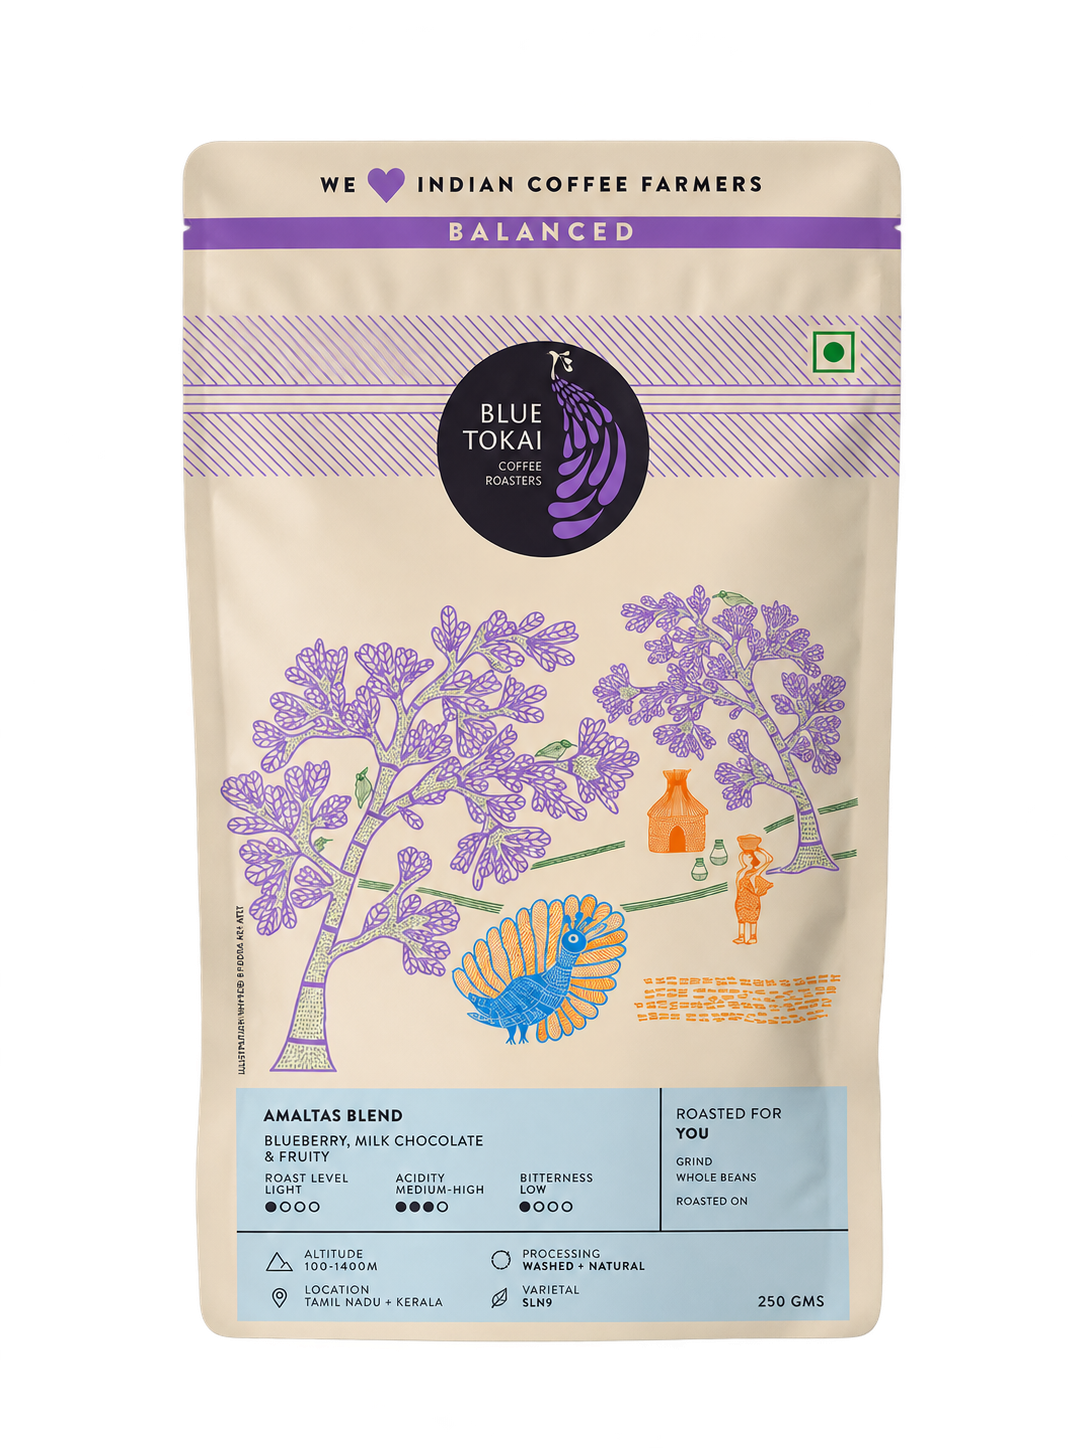 WE INDIAN COFFEE FARMERS
BALANCED
BLUE
TOKAI
COFFEE
ROASTERS
AMALTAS BLEND
BLUEBERRY, MILK CHOCOLATE
& FRUITY
ROAST LEVEL
LIGHT
ACIDITY
MEDIUM-HIGH
BITTERNESS
LOW
ROASTED FOR
YOU
GRIND
WHOLE BEANS
ROASTED ON
ALTITUDE
100-1400M
PROCESSING
WASHED + NATURAL
LOCATION
TAMIL NADU + KERALA
VARIETAL
SLN9
250 GMS